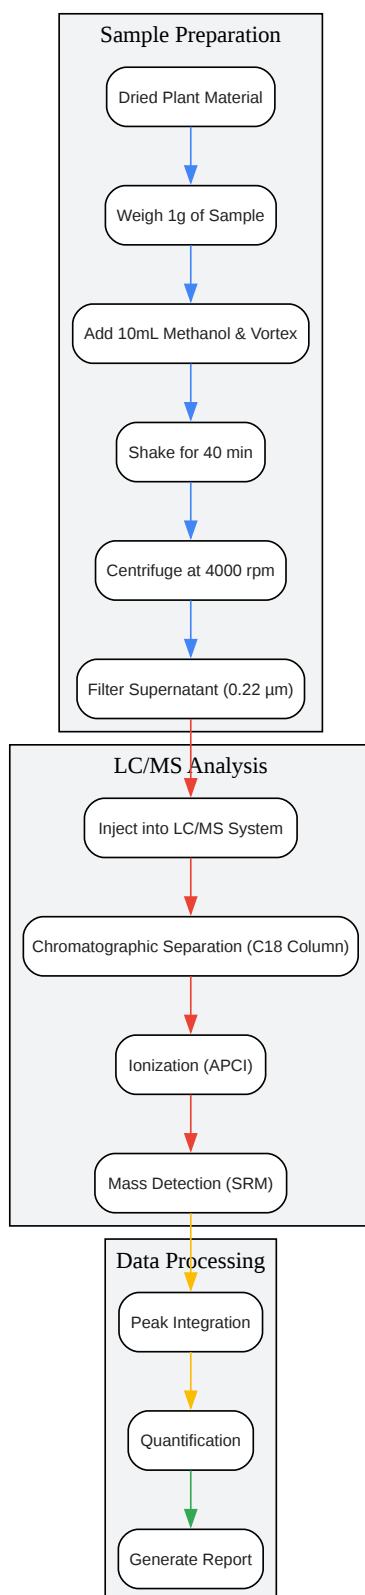 Sample Preparation
Dried Plant Material
Weigh 1g of Sample
Add 10mL Methanol & Vortex
Shake for 40 min
Centrifuge at 4000 rpm
Filter Supernatant (0.22 µm)
LC/MS Analysis
Inject into LC/MS System
Chromatographic Separation (C18 Column)
Ionization (APCI)
Mass Detection (SRM)
Data Processing
Peak Integration
Quantification
Generate Report